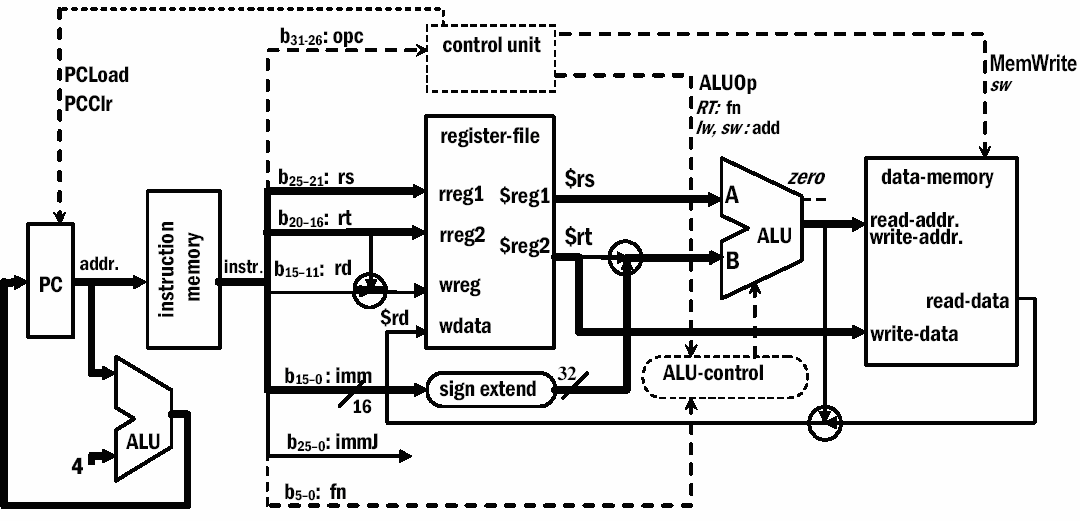 b31-26: opc
control unit
PCLoad
PCClr
MemWrite
sw
ALUOp
RT: fn
lw, sw : add
register-file
b25-21: rs
rreg1
$reg1
$rs
A
zero
data-memory
b20-16: rt
rreg2
$reg2
$rt
B
ALU
read-addr.
write-addr.
PC
addr.
instruction
memory
instr.
b15-11: rd
wreg
$rd
wdata
read-data
write-data
b15-0: imm
16
sign extend
32
ALU-control
ALU
4
b25-0: immJ
b5-0: fn